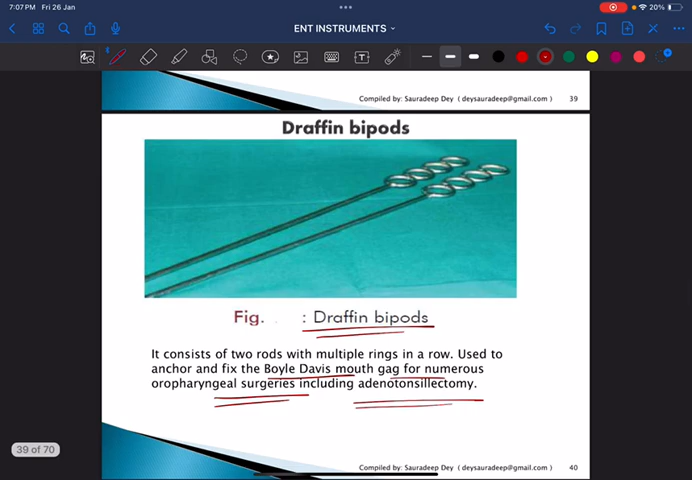 7:07 PM Fri 26 Jan
20%
ENT INSTRUMENTS
Compiled by: Sauradeep Dey ( deysauradeep@gmail.com ) 39
Draffin bipods
Fig. : Draffin bipods
It consists of two rods with multiple rings in a row. Used to
anchor and fix the Boyle Davis mouth gag for numerous
oropharyngeal surgeries including adenotonsillectomy.
39 of 70
Compiled by: Sauradeep Dey ( deysauradeep@gmail.com ) 40